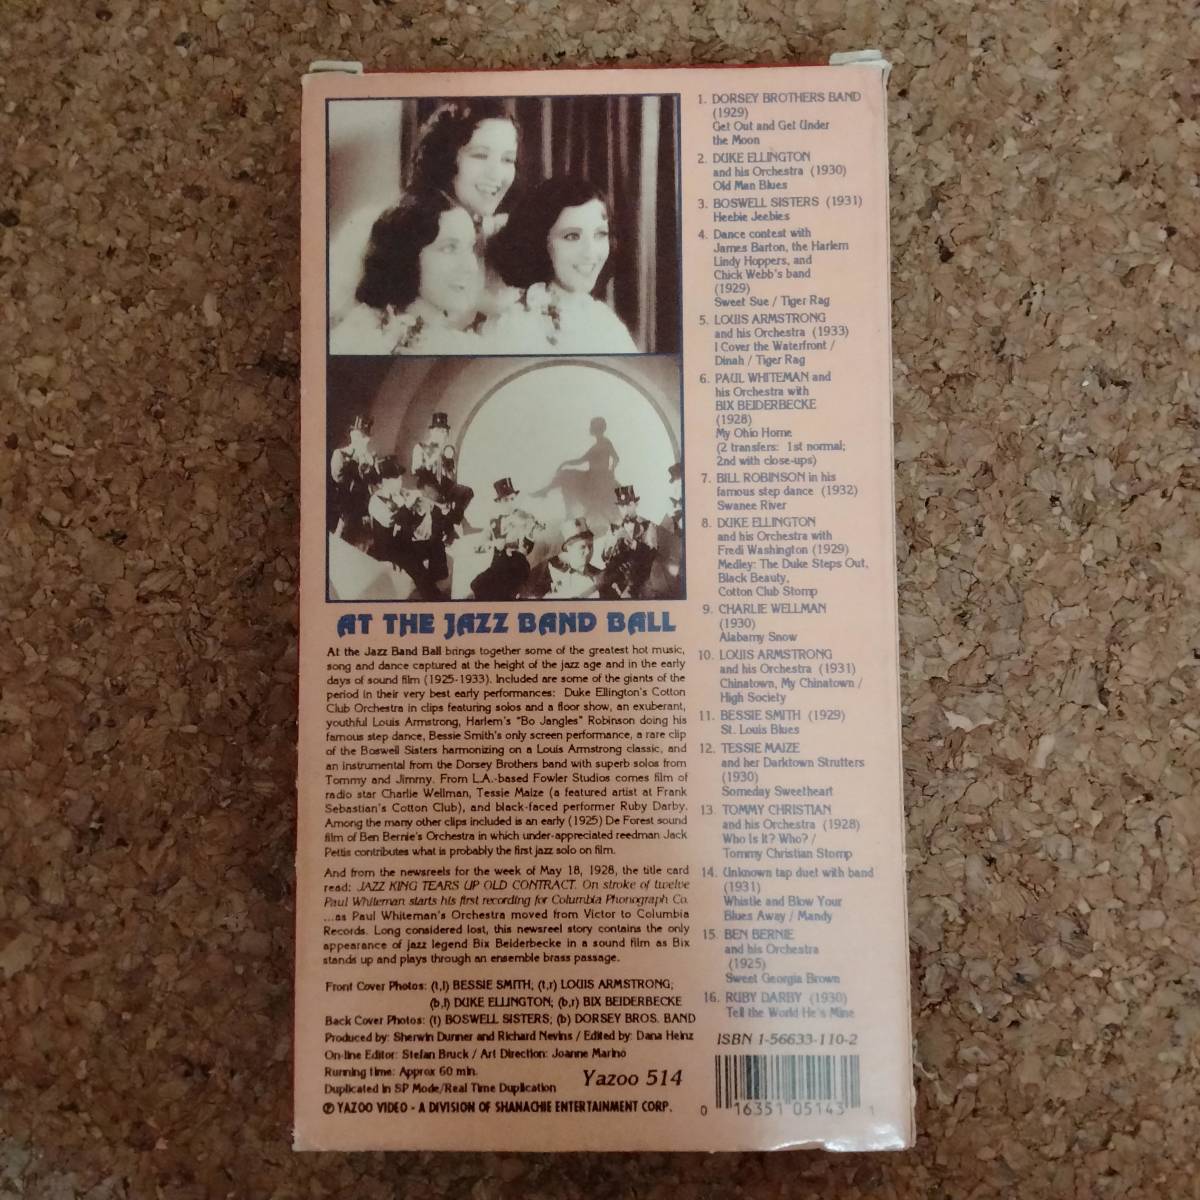 AT THE JAZZ BAND BALL
At the Jazz Band Ball brings together some of the greatest hot music,
song and dance captured at the height of the jazz age and in the early
days of sound film (1925-1933). Included are some of the giants of the
period in their very best early performances: Duke Ellington's Cotton
Club Orchestra in clips featuring solos and a floor show, an exuberant,
youthful Louis Armstrong, Harlem's "Bo Jangles" Robinson doing his
famous step dance, Bessie Smith's only screen performance, a rare clip
of the Boswell Sisters harmonizing on a Louis Armstrong classic, and
an instrumental from the Dorsey Brothers band with superb solos from
Tommy and Jimmy. From L.A.-based Fowler Studios comes film of
radio star Charlie Wellman, Tessie Maize (a featured artist at Frank
Sebastian's Cotton Club), and black-faced performer Ruby Darby.
Among the many other clips included is an early (1925) De Forest sound
film of Ben Bernie's Orchestra in which under-appreciated reedman Jack
Pettis contributes what is probably the first jazz solo on film.
And from the newsreels for the week of May 18, 1928, the title card
read: JAZZ KING TEARS UP OLD CONTRACT. On stroke of twelve
Paul Whiteman starts his first recording for Columbia Phonograph Co.
...as Paul Whiteman's Orchestra moved from Victor to Columbia
Records. Long considered lost, this newsreel story contains the only
appearance of jazz legend Bix Beiderbecke in a sound film as Bix
stands up and plays through an ensemble brass passage.
Front Cover Photos: (t,l) BESSIE SMITH; (t,r) LOUIS ARMSTRONG;
(b,l) DUKE ELLINGTON; (b,r) BIX BEIDERBECKE
Back Cover Photos: (t) BOSWELL SISTERS; (b) DORSEY BROS. BAND
Produced by: Sherwin Dunner and Richard Nevins / Edited by: Dana Heinz
On-line Editor: Stefan Bruck / Art Direction: Joanne Marino
Running time: Approx 60 min.
Duplicated in SP Mode/Real Time Duplication
Yazoo 514
℗ YAZOO VIDEO - A DIVISION OF SHANACHIE ENTERTAINMENT CORP.
1. DORSEY BROTHERS BAND
(1929)
Get Out and Get Under
the Moon
2. DUKE ELLINGTON
and his Orchestra (1930)
Old Man Blues
3. BOSWELL SISTERS (1931)
Heebie Jeebies
4. Dance contest with
James Barton, the Harlem
Lindy Hoppers, and
Chick Webb's band
(1929)
Sweet Sue / Tiger Rag
5. LOUIS ARMSTRONG
and his Orchestra (1933)
I Cover the Waterfront /
Dinah / Tiger Rag
6. PAUL WHITEMAN and
his Orchestra with
BIX BEIDERBECKE
(1928)
My Ohio Home
(2 transfers: 1st normal;
2nd with close-ups)
7. BILL ROBINSON in his
famous step dance (1932)
Swanee River
8. DUKE ELLINGTON
and his Orchestra with
Fredi Washington (1929)
Medley: The Duke Steps Out,
Black Beauty,
Cotton Club Stomp
9. CHARLIE WELLMAN
(1930)
Alabamy Snow
10. LOUIS ARMSTRONG
and his Orchestra (1931)
Chinatown, My Chinatown /
High Society
11. BESSIE SMITH (1929)
St. Louis Blues
12. TESSIE MAIZE
and her Darktown Strutters
(1930)
Someday Sweetheart
13. TOMMY CHRISTIAN
and his Orchestra (1928)
Who Is It? Who? /
Tommy Christian Stomp
14. Unknown tap duet with band
(1931)
Whistle and Blow Your
Blues Away / Mandy
15. BEN BERNIE
and his Orchestra
(1925)
Sweet Georgia Brown
16. RUBY DARBY (1930)
Tell the World He's Mine
ISBN 1-56633-110-2
0 16351 05143 1